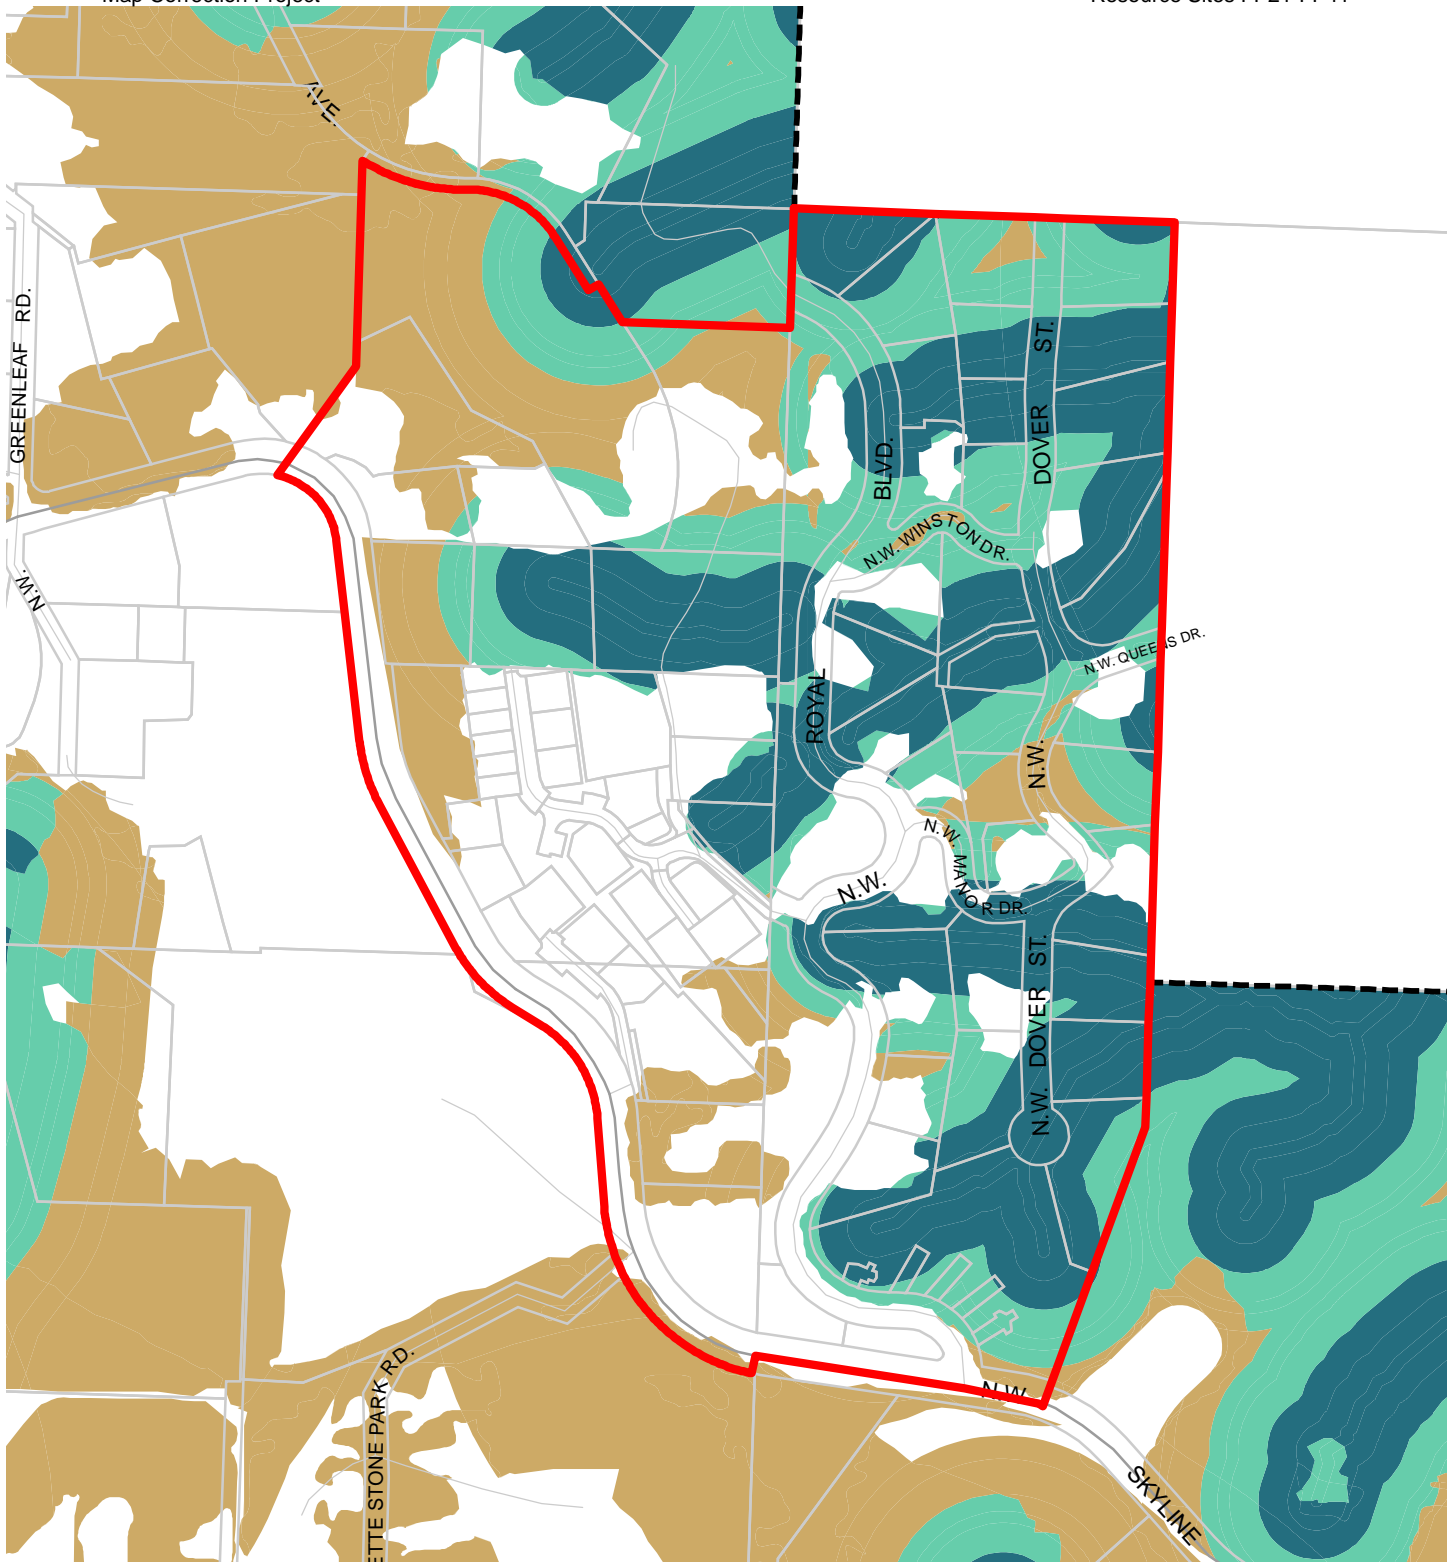 AVE.
GREENLEAF RD.
ST.
DOVER
BLVD.
N.W. WINSTON DR.
N.W.
N.W. QUEENS DR.
ROYAL
N.W.
N.W. MANOR DR.
N.W.
N.W. DOVER ST.
N.W.
SKYLINE
ETTE STONE PARK RD.